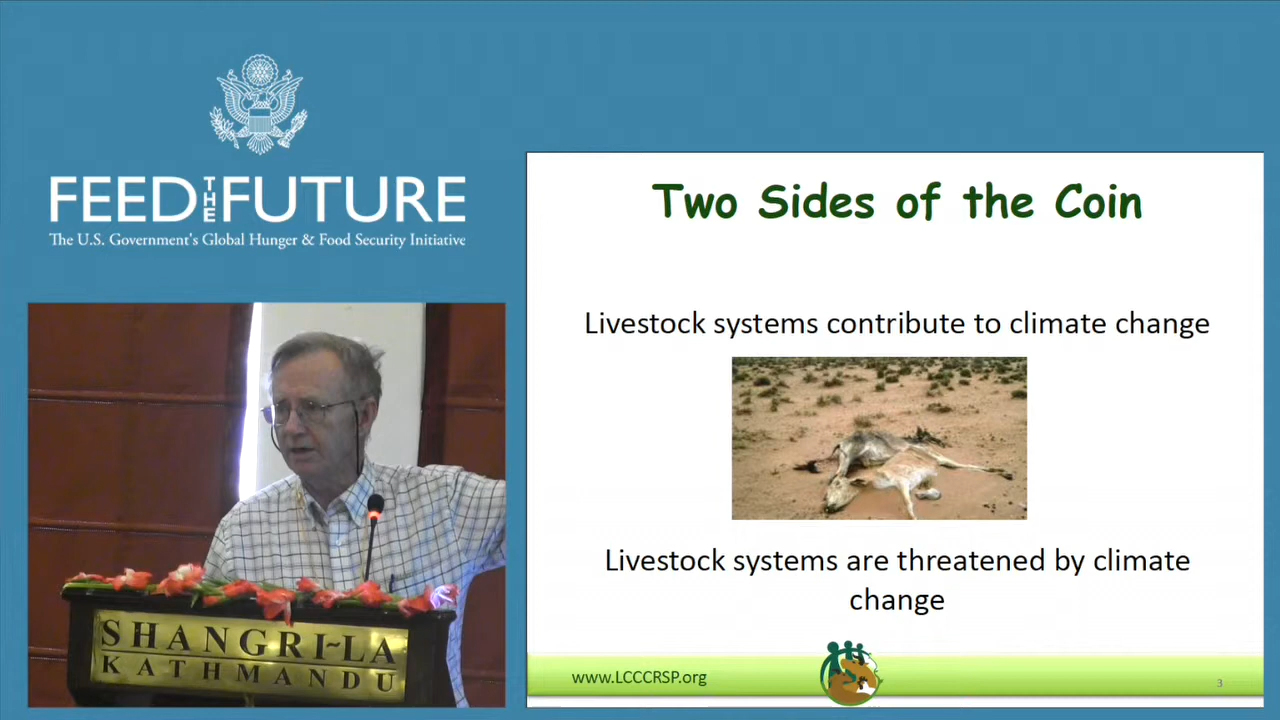 FEED THE FUTURE
The U.S. Government's Global Hunger & Food Security Initiative
SHANGRI~LA
KATHMANDU
Two Sides of the Coin
Livestock systems contribute to climate change
Livestock systems are threatened by climate
change
www.LCCCRSP.org
3